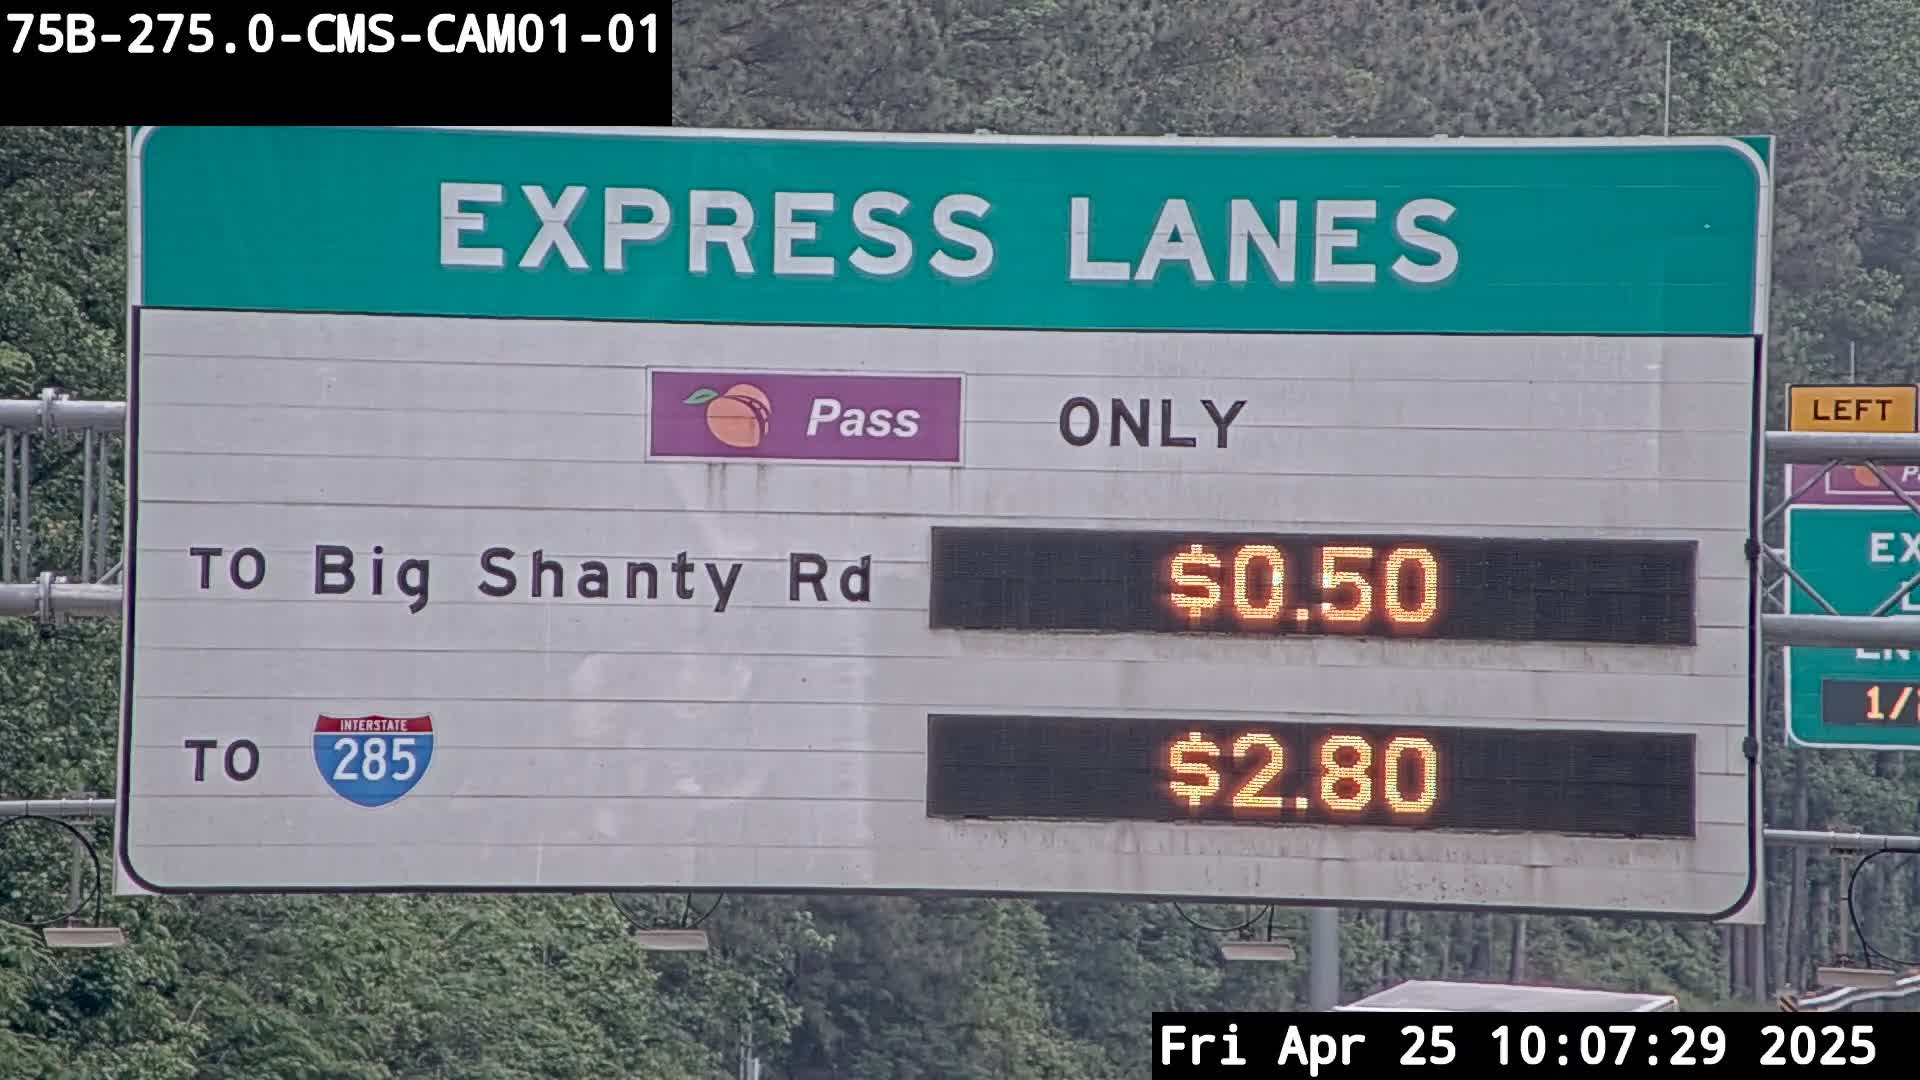 75B-275.0-CMS-CAM01-01
EXPRESS LANES
Pass ONLY
TO Big Shanty Rd $0.50
TO INTERSTATE 285 $2.80
LEFT
Fri Apr 25 10:07:29 2025